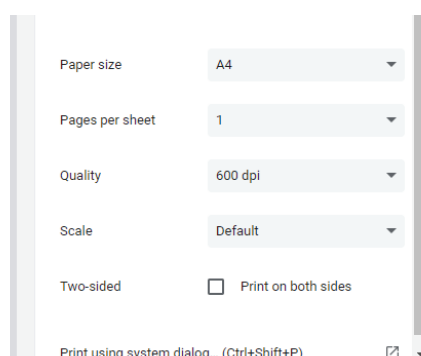 Paper size A4
Pages per sheet 1
Quality 600 dpi
Scale Default
Two-sided Print on both sides
Print using system dialog... (Ctrl+Shift+P)